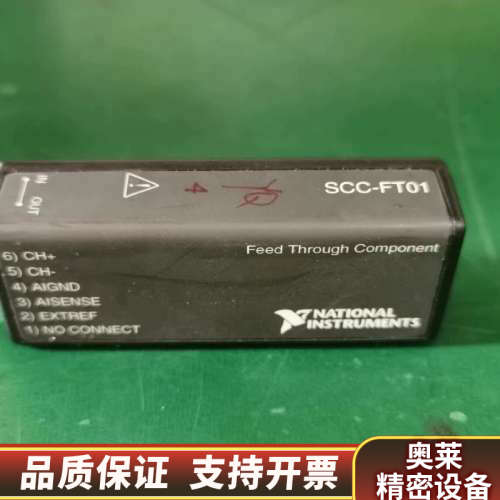 IN OUT
4
SCC-FT01
Feed Through Component
6) CH+
5) CH-
4) AIGND
3) AISENSE
2) EXTREF
1) NO CONNECT
NATIONAL
INSTRUMENTS
品质保证 支持开票
奥莱
精密设备